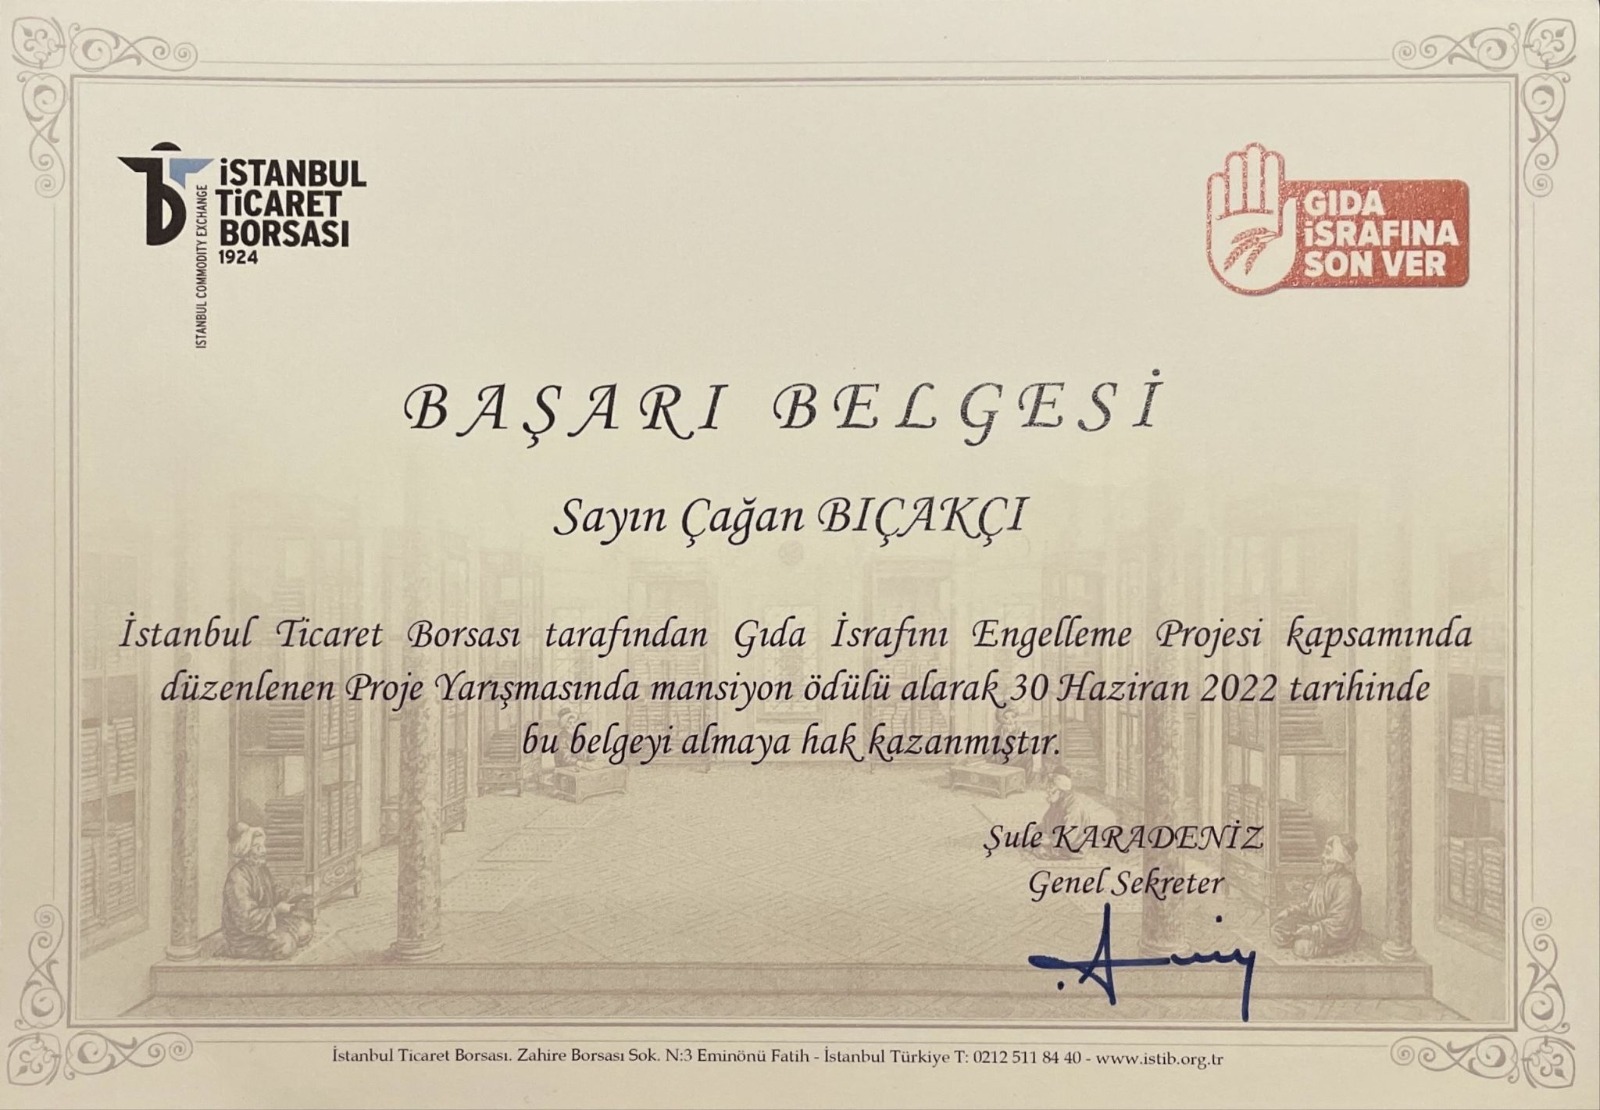 İSTANBUL
TİCARET
BORSASI
1924
ISTANBUL COMMODITY EXCHANGE
GIDA
İSRAFINA
SON VER
BAŞARI BELGESİ
Sayın Çağan BIÇAKÇI
İstanbul Ticaret Borsası tarafından Gıda İsrafını Engelleme Projesi kapsamında
düzenlenen Proje Yarışmasında mansiyon ödülü alarak 30 Haziran 2022 tarihinde
bu belgeyi almaya hak kazanmıştır.
Şule KARADENİZ
Genel Sekreter
İstanbul Ticaret Borsası. Zahire Borsası Sok. N:3 Eminönü Fatih - İstanbul Türkiye T: 0212 511 84 40 - www.istib.org.tr